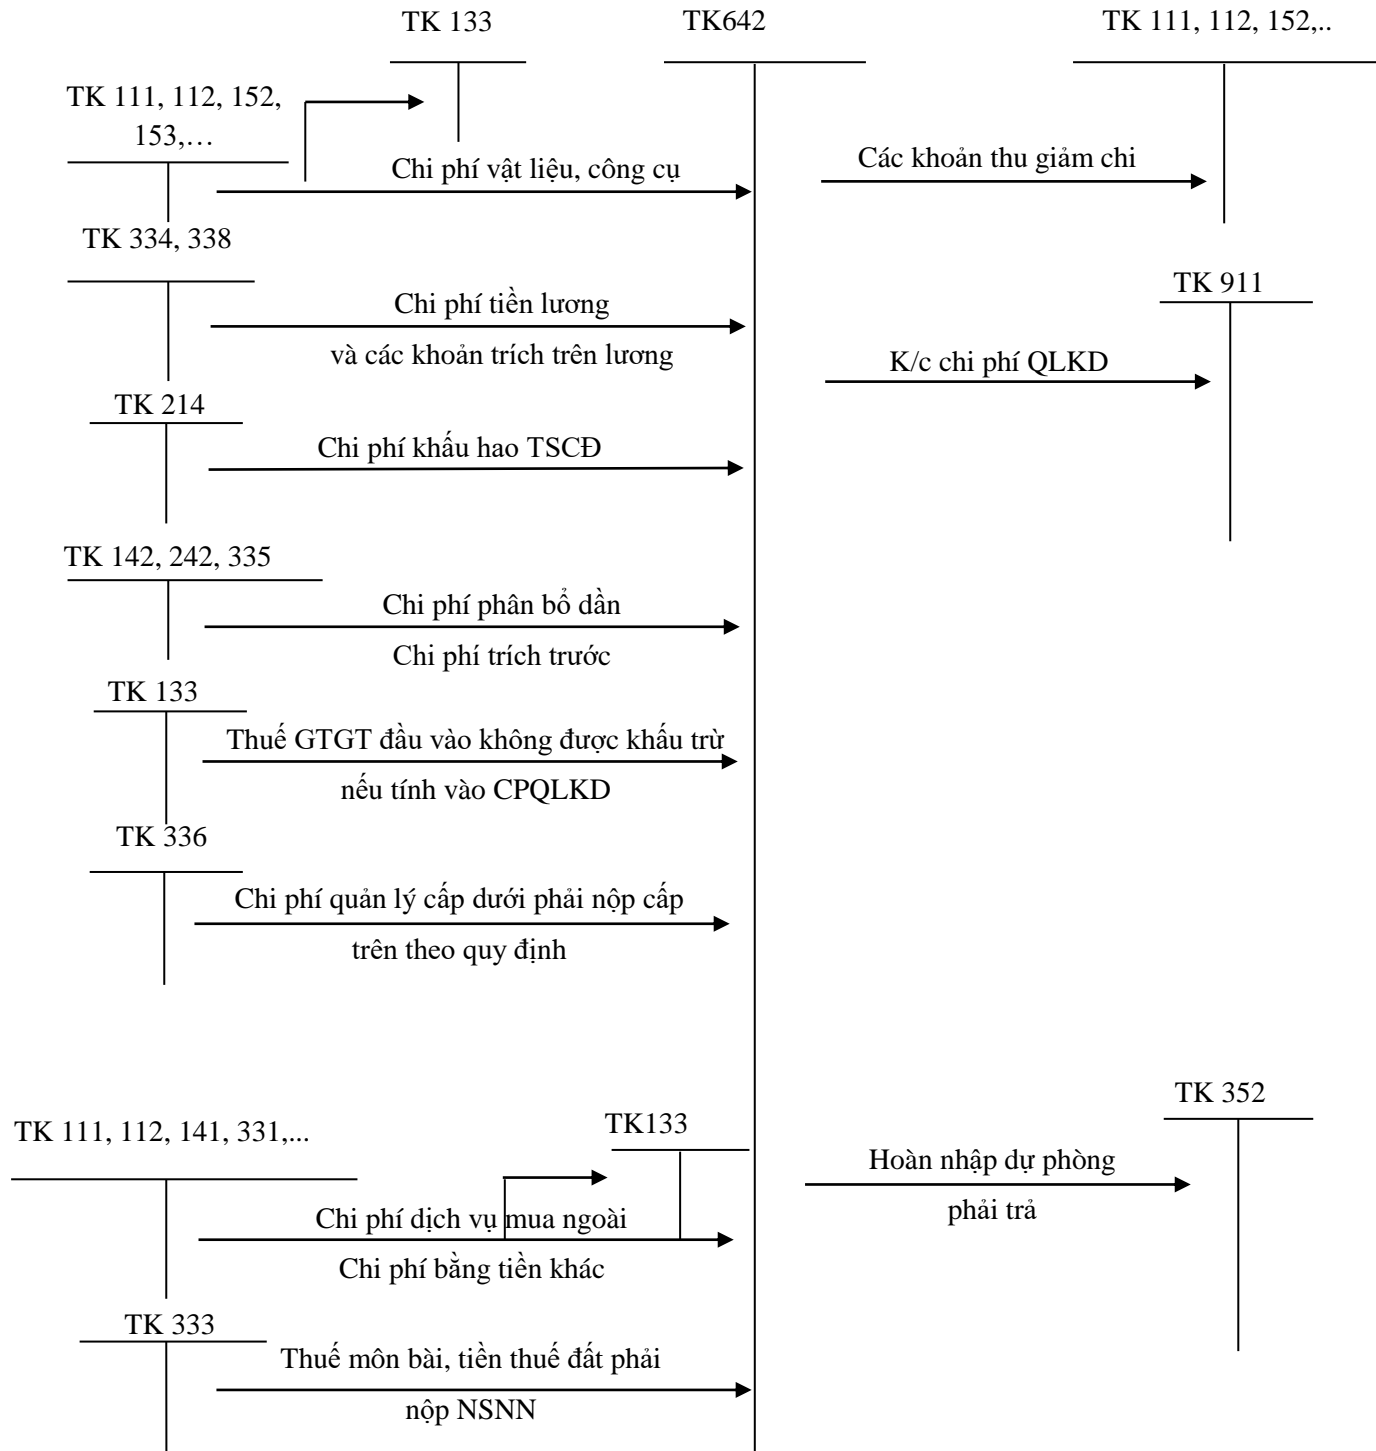 TK 133
TK642
TK 111, 112, 152,..
TK 111, 112, 152,
153,…
Chi phí vật liệu, công cụ
Các khoản thu giảm chi
TK 334, 338
TK 911
Chi phí tiền lương
và các khoản trích trên lương
K/c chi phí QLKD
TK 214
Chi phí khấu hao TSCĐ
TK 142, 242, 335
Chi phí phân bổ dần
Chi phí trích trước
TK 133
Thuế GTGT đầu vào không được khấu trừ
nếu tính vào CPQLKD
TK 336
Chi phí quản lý cấp dưới phải nộp cấp
trên theo quy định
TK 352
TK 111, 112, 141, 331,...
TK133
Hoàn nhập dự phòng
phải trả
Chi phí dịch vụ mua ngoài
Chi phí bằng tiền khác
TK 333
Thuế môn bài, tiền thuế đất phải
nộp NSNN